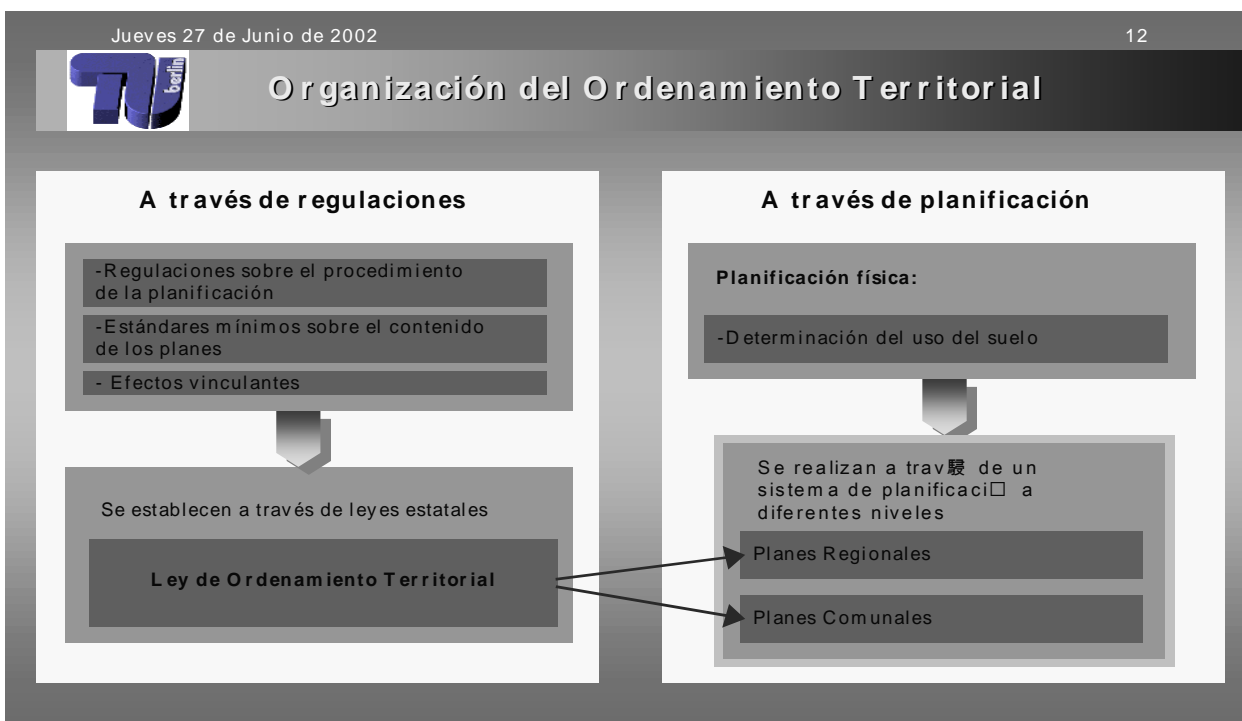 Jueves 27 de Junio de 2002
12
berlin
Organización del Ordenamiento Territorial
A través de regulaciones
-Regulaciones sobre el procedimiento
de la planificación
-Estándares mínimos sobre el contenido
de los planes
- Efectos vinculantes
Se establecen a través de leyes estatales
Ley de Ordenamiento Territorial
A través de planificación
Planificación física:
-Determinación del uso del suelo
Se realizan a trav駸 de un
sistema de planificaci□ a
diferentes niveles
Planes Regionales
Planes Comunales